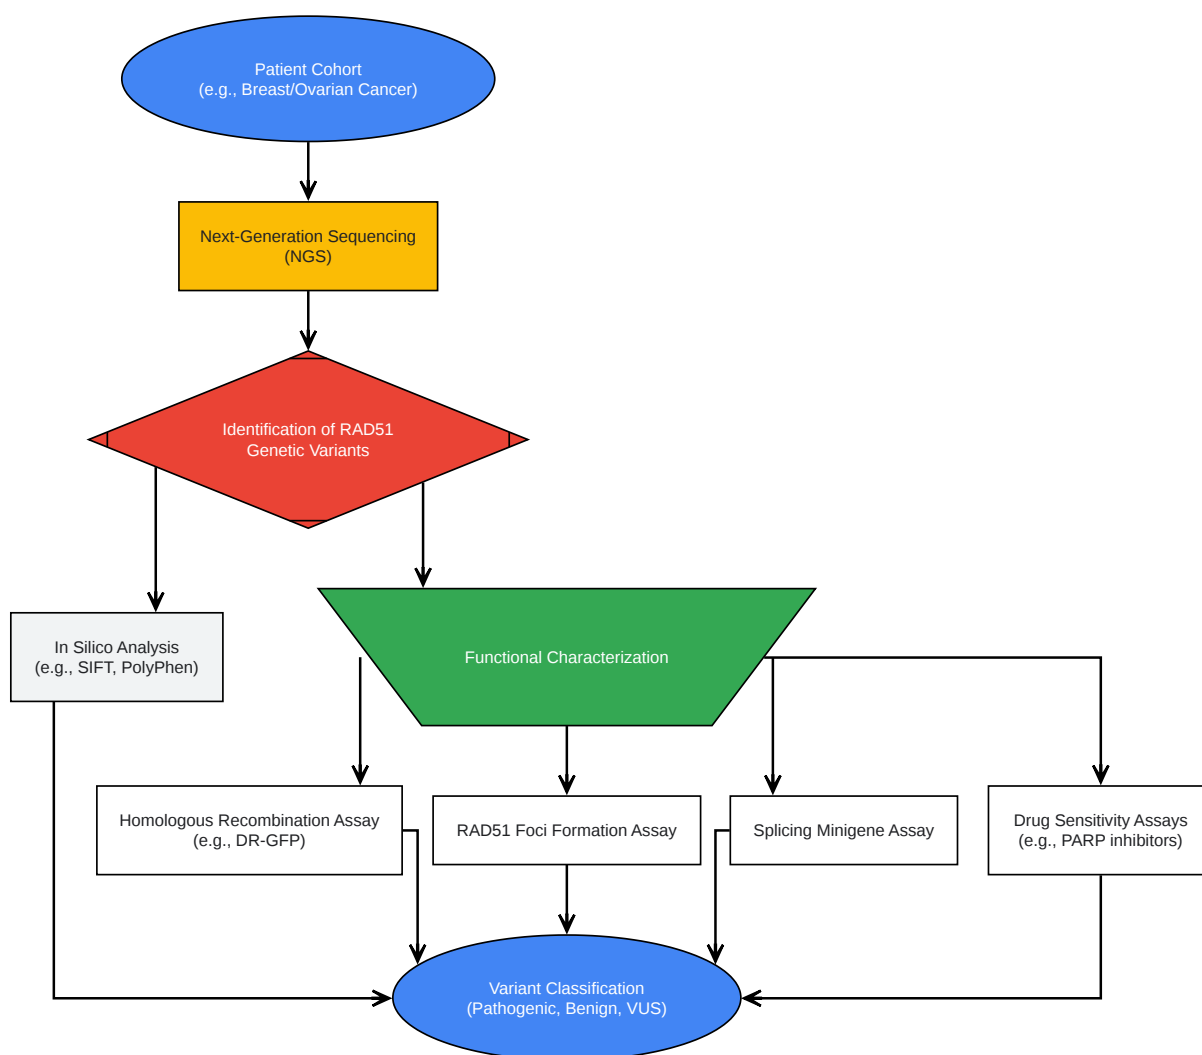 Patient Cohort
(e.g., Breast/Ovarian Cancer)
Next-Generation Sequencing
(NGS)
Identification of RAD51
Genetic Variants
In Silico Analysis
(e.g., SIFT, PolyPhen)
Functional Characterization
Homologous Recombination Assay
(e.g., DR-GFP)
RAD51 Foci Formation Assay
Splicing Minigene Assay
Drug Sensitivity Assays
(e.g., PARP inhibitors)
Variant Classification
(Pathogenic, Benign, VUS)